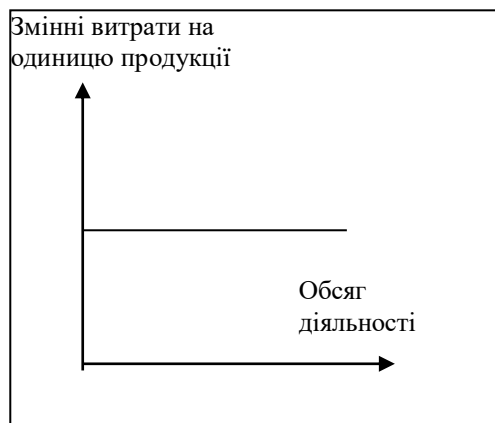 Змінні витрати на
одиницю продукції
Обсяг
діяльності